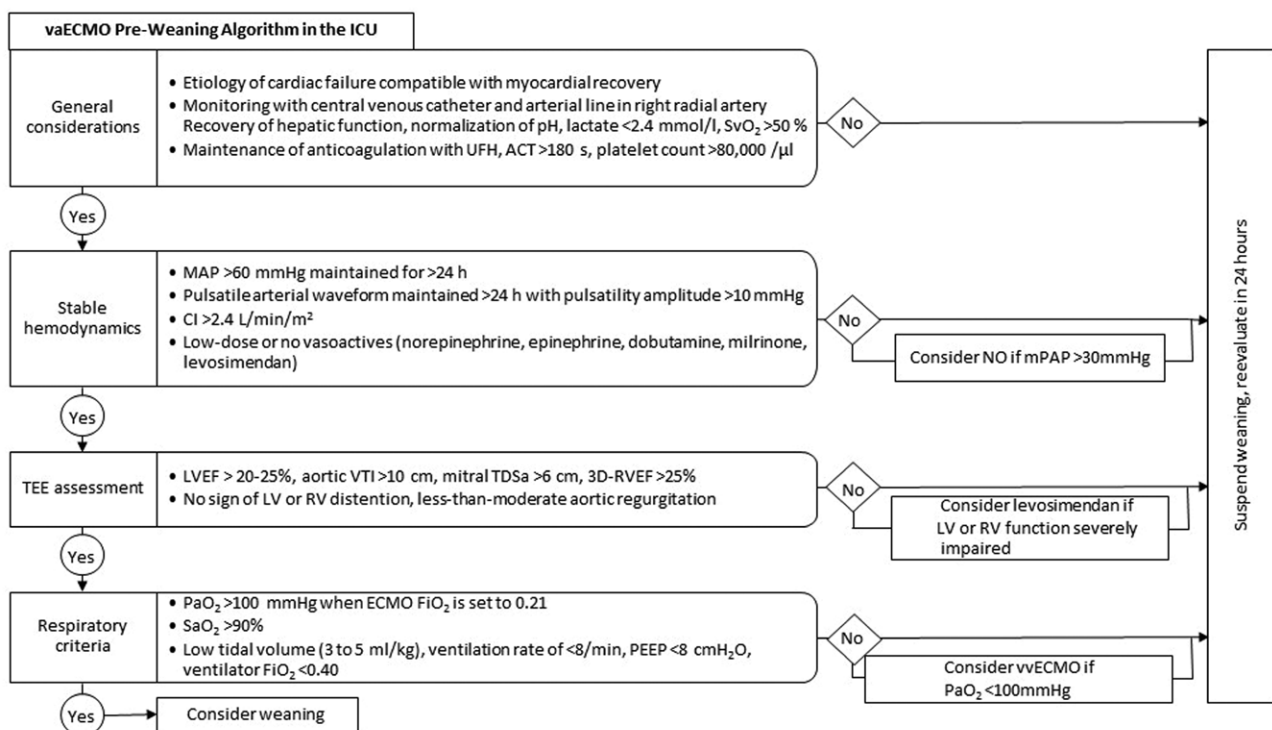 vaECMO Pre-Weaning Algorithm in the ICU
General
considerations
• Etiology of cardiac failure compatible with myocardial recovery
• Monitoring with central venous catheter and arterial line in right radial artery
Recovery of hepatic function, normalization of pH, lactate <2.4 mmol/l, SvO₂ >50 %
• Maintenance of anticoagulation with UFH, ACT >180 s, platelet count >80,000 /µl
No
Yes
Stable
hemodynamics
• MAP >60 mmHg maintained for >24 h
• Pulsatile arterial waveform maintained >24 h with pulsatility amplitude >10 mmHg
• CI >2.4 L/min/m²
• Low-dose or no vasoactives (norepinephrine, epinephrine, dobutamine, milrinone,
levosimendan)
No
Consider NO if mPAP >30mmHg
Yes
TEE assessment
• LVEF > 20-25%, aortic VTI >10 cm, mitral TDSa >6 cm, 3D-RVEF >25%
• No sign of LV or RV distention, less-than-moderate aortic regurgitation
No
Consider levosimendan if
LV or RV function severely
impaired
Yes
Respiratory
criteria
• PaO₂ >100 mmHg when ECMO FiO₂ is set to 0.21
• SaO₂ >90%
• Low tidal volume (3 to 5 ml/kg), ventilation rate of <8/min, PEEP <8 cmH₂O,
ventilator FiO₂ <0.40
No
Consider vvECMO if
PaO₂ <100mmHg
Yes
Consider weaning
Suspend weaning, reevaluate in 24 hours